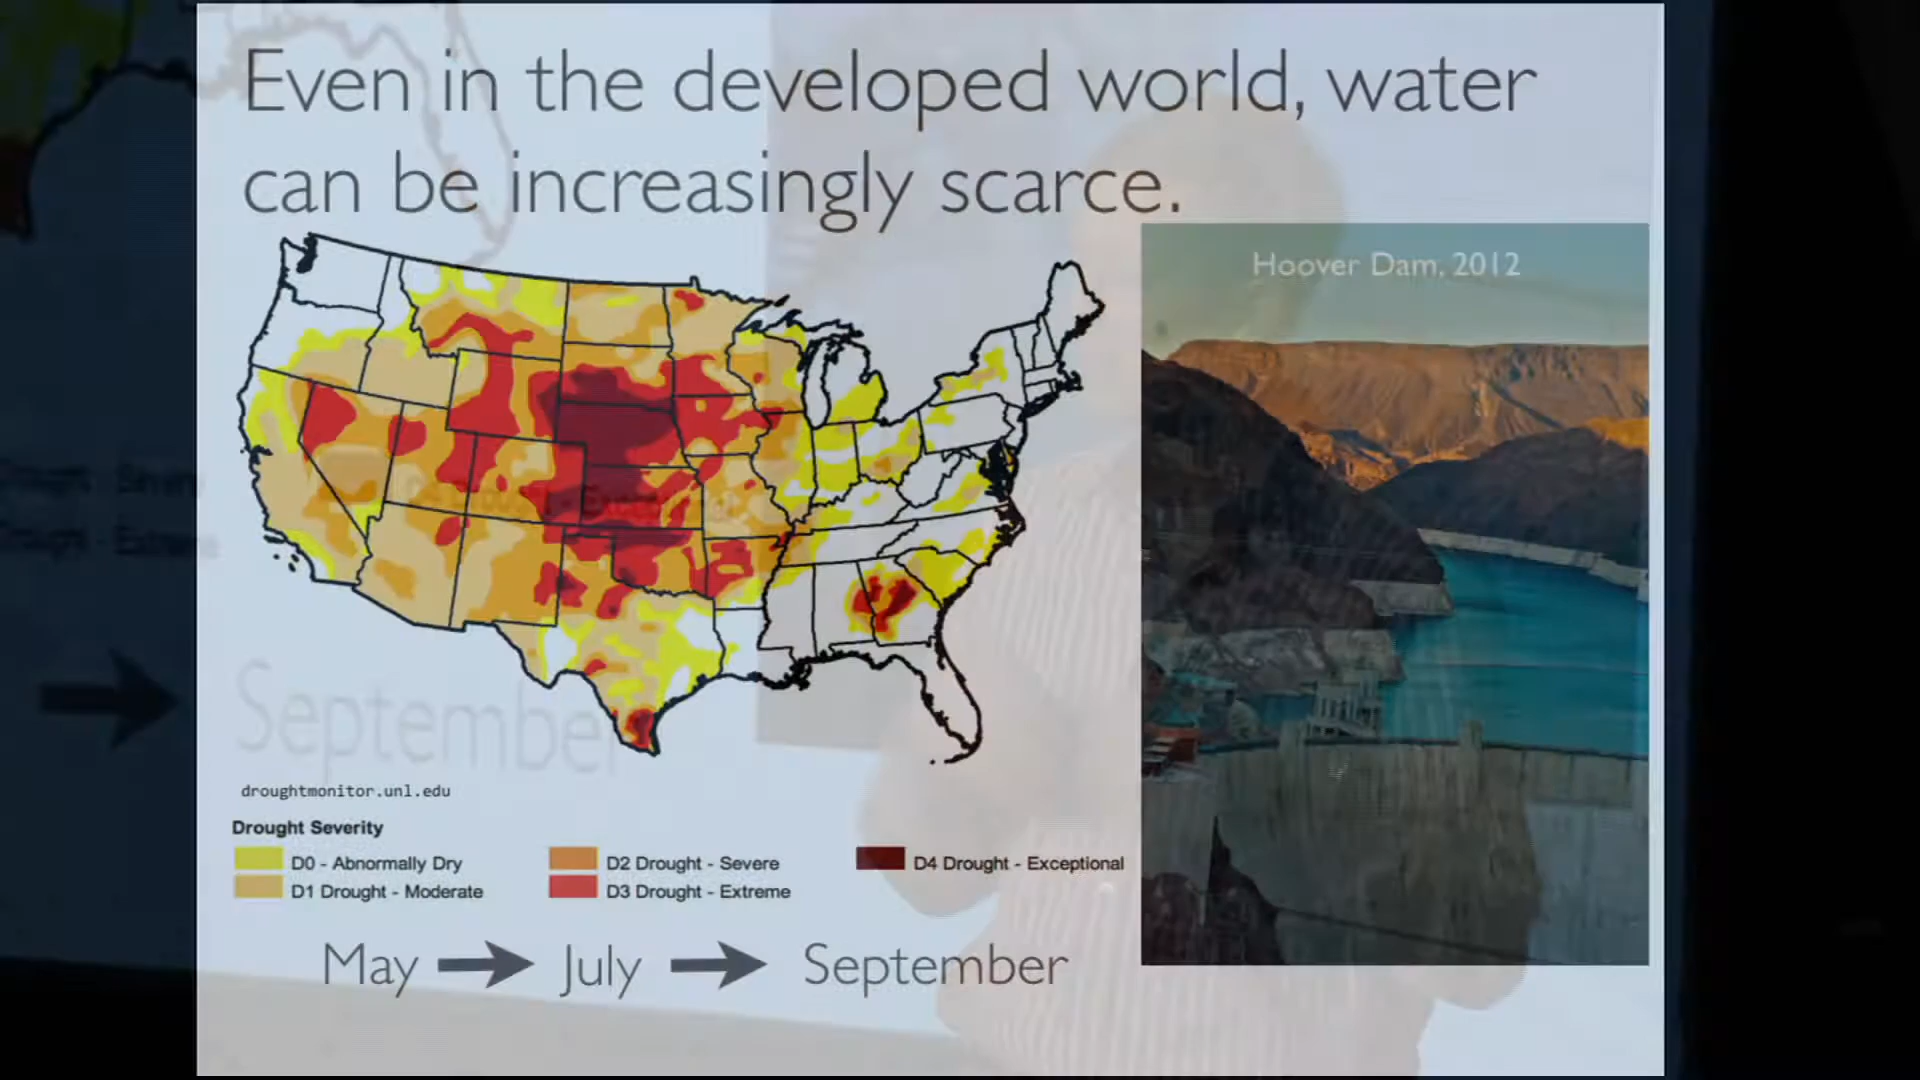 Even in the developed world, water
can be increasingly scarce.
Hoover Dam, 2012
September
droughtmonitor.unl.edu
Drought Severity
D0 - Abnormally Dry
D2 Drought - Severe
D4 Drought - Exceptional
D1 Drought - Moderate
D3 Drought - Extreme
May July September